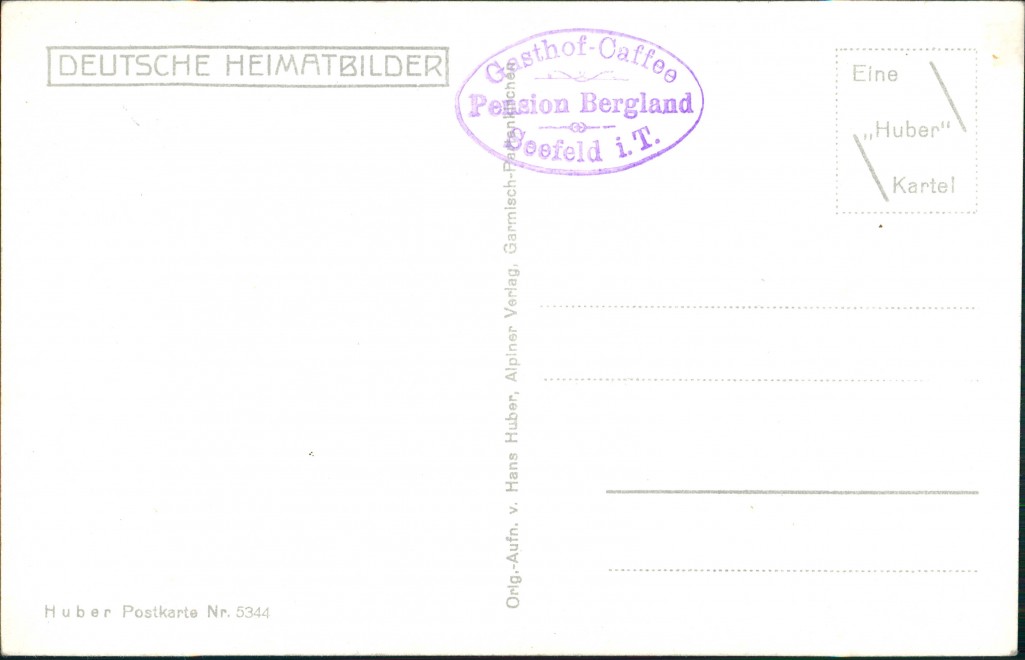 DEUTSCHE HEIMATBILDER
Gasthof-Caffee
Pension Bergland
Seefeld i. T.
Eine
„Huber“
Karte!
Orig.-Aufn. v. Hans Huber, Alpiner Verlag, Garmisch-Partenkirchen
Huber Postkarte Nr. 5344